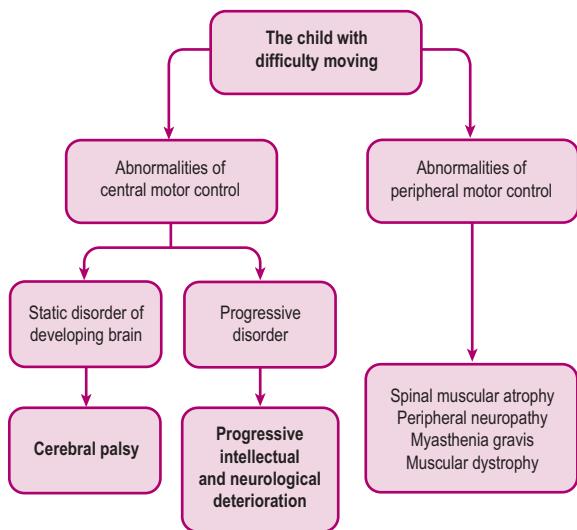 The child with
difficulty moving
Abnormalities of
central motor control
Abnormalities of
peripheral motor control
Static disorder of
developing brain
Progressive
disorder
Cerebral palsy
Progressive
intellectual
and neurological
deterioration
Spinal muscular atrophy
Peripheral neuropathy
Myasthenia gravis
Muscular dystrophy